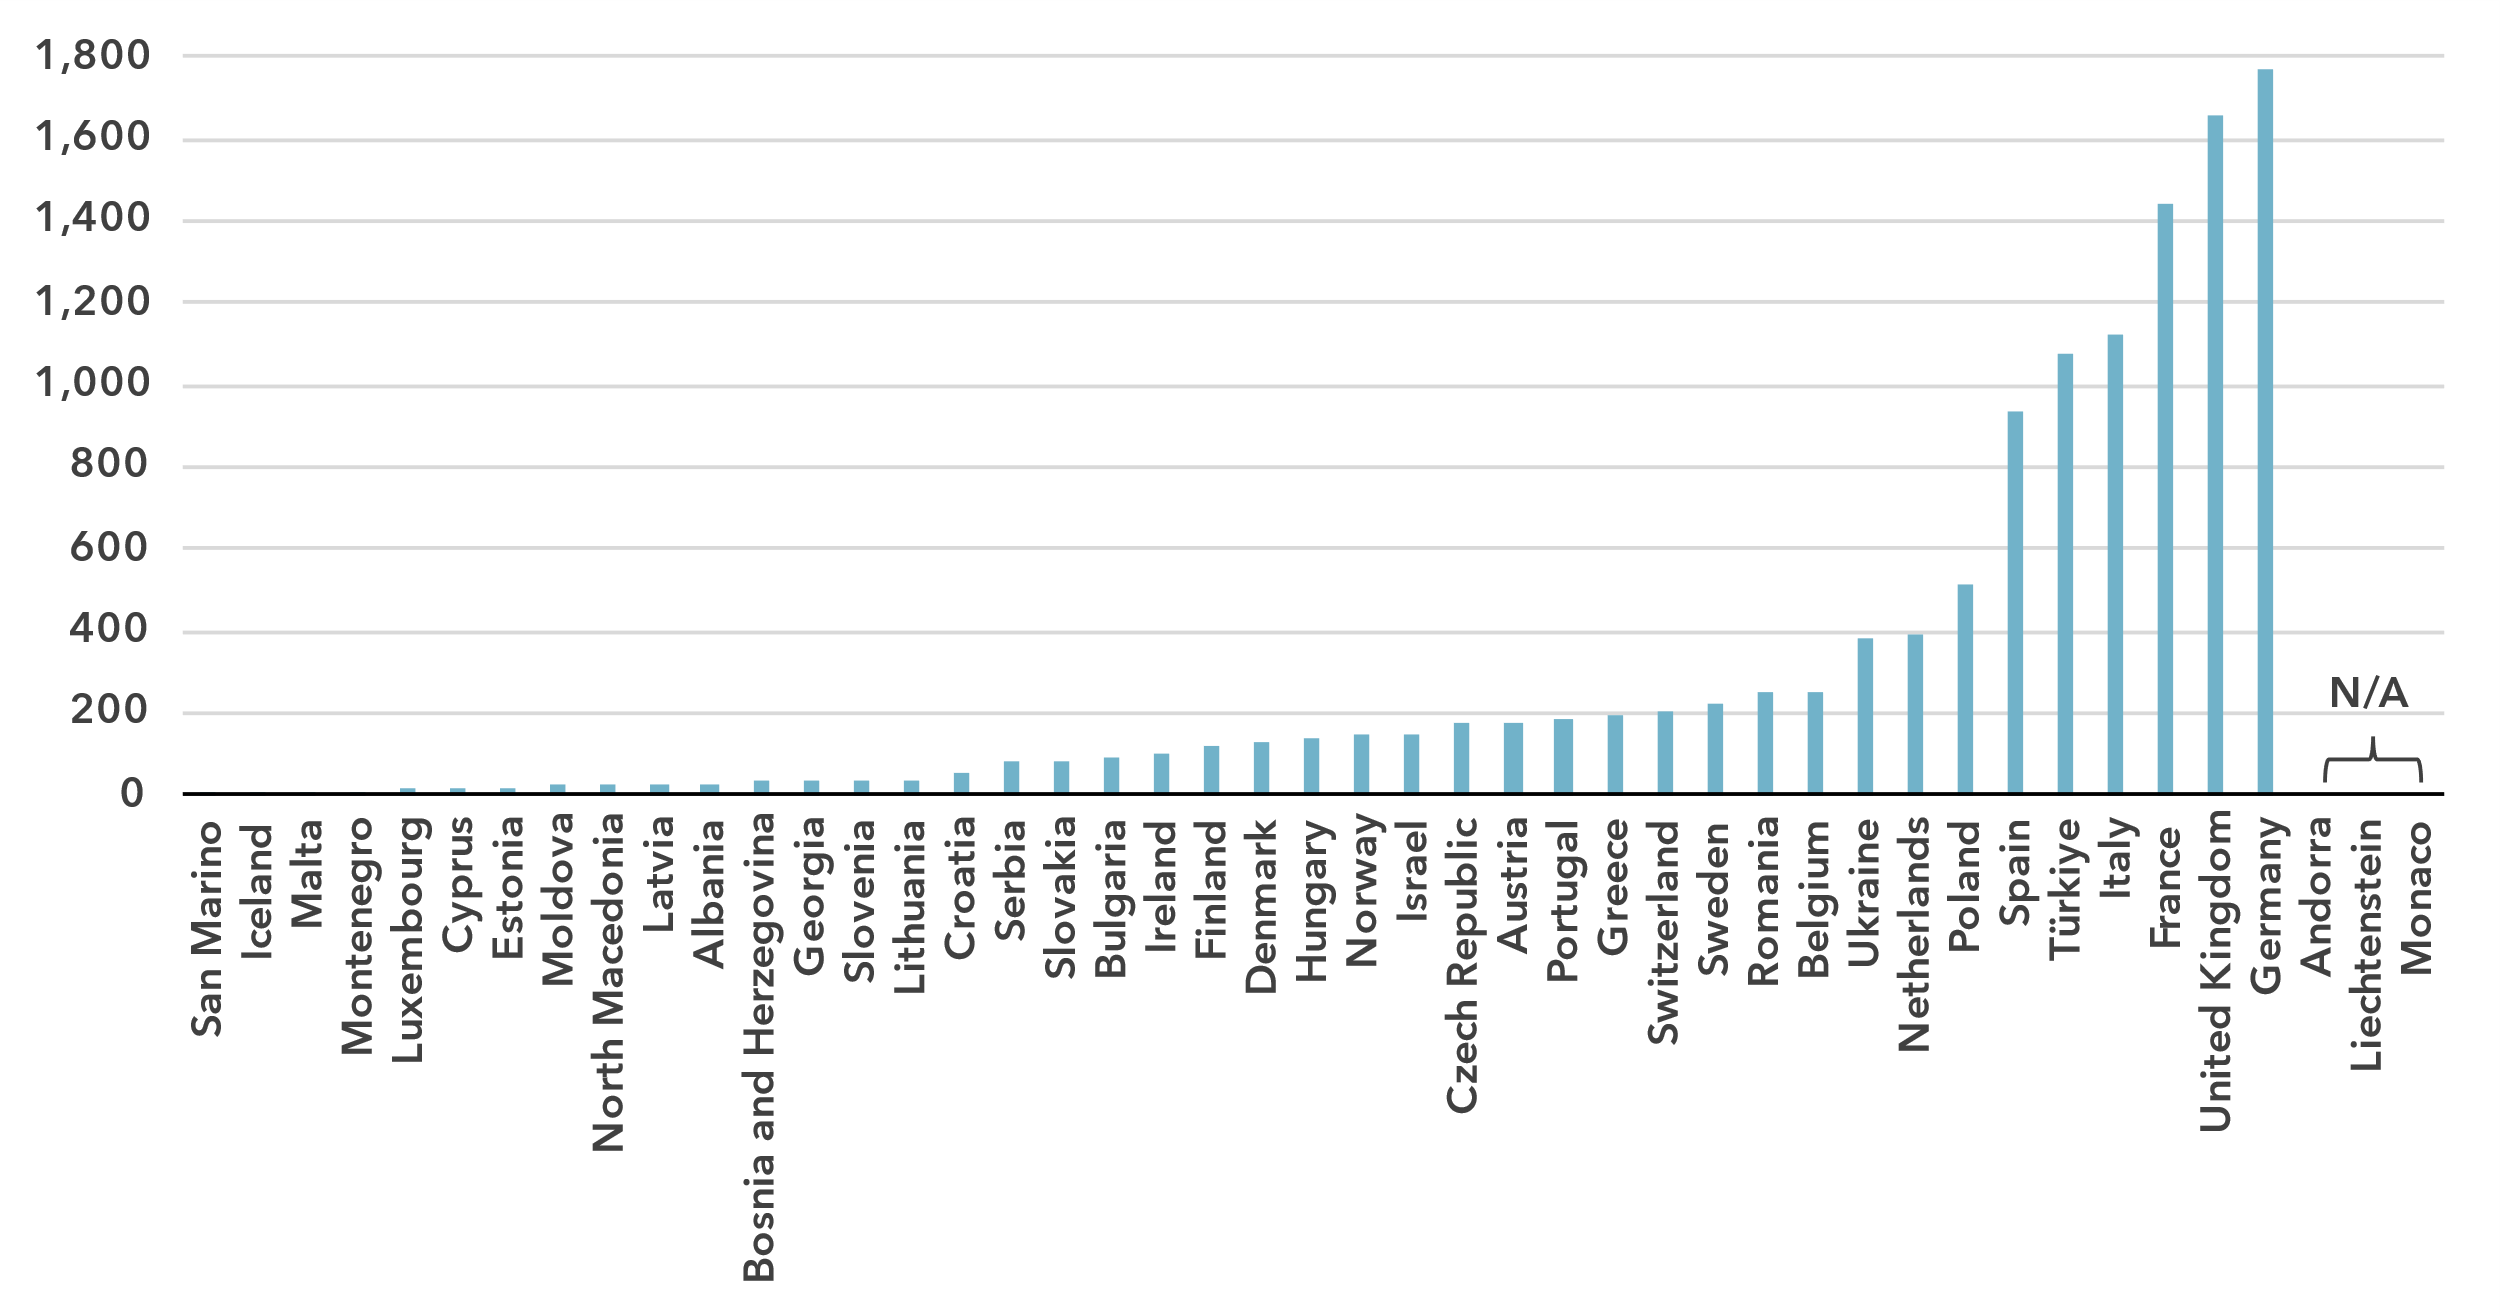 1,800
1,600
1,400
1,200
1,000
800
600
400
200
0
N/A
San Marino
Iceland
Malta
Montenegro
Luxembourg
Cyprus
Estonia
Moldova
North Macedonia
Latvia
Albania
Bosnia and Herzegovina
Georgia
Slovenia
Lithuania
Croatia
Serbia
Slovakia
Bulgaria
Ireland
Finland
Denmark
Hungary
Norway
Israel
Czech Republic
Austria
Portugal
Greece
Switzerland
Sweden
Romania
Belgium
Ukraine
Netherlands
Poland
Spain
Türkiye
Italy
France
United Kingdom
Germany
Andorra
Liechtenstein
Monaco